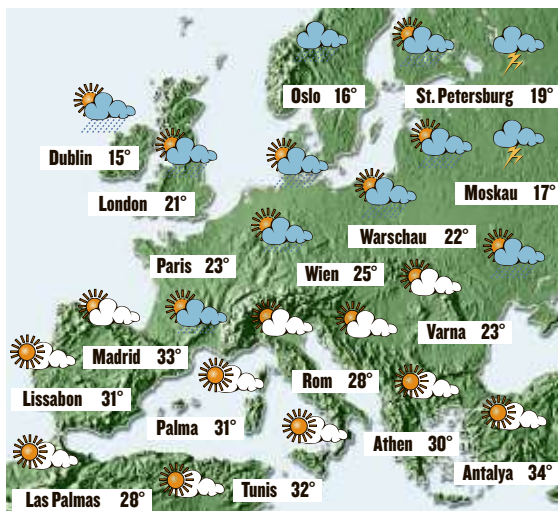 Oslo 16°
St. Petersburg 19°
Dublin 15°
Moskau 17°
London 21°
Warschau 22°
Paris 23°
Wien 25°
Varna 23°
Madrid 33°
Rom 28°
Lissabon 31°
Palma 31°
Athen 30°
Antalya 34°
Las Palmas 28°
Tunis 32°